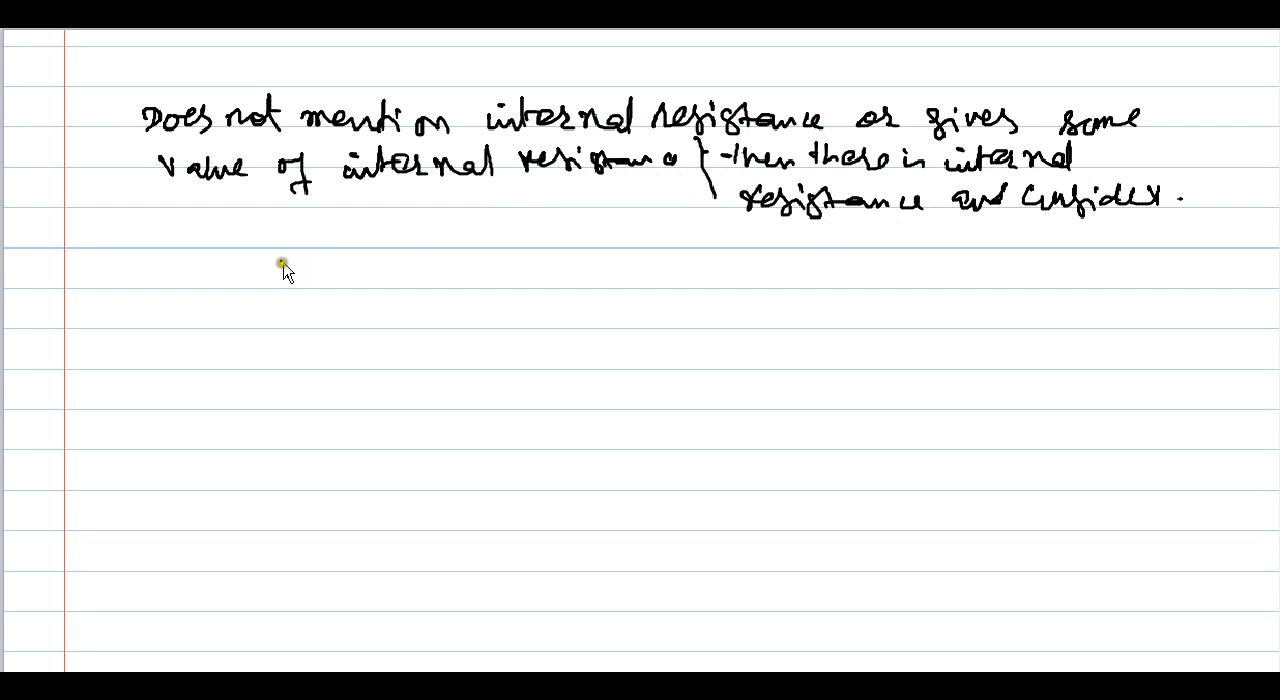 Does not mention internal resistance or gives some
value of internal resistance } then there is internal
resistance and consider.